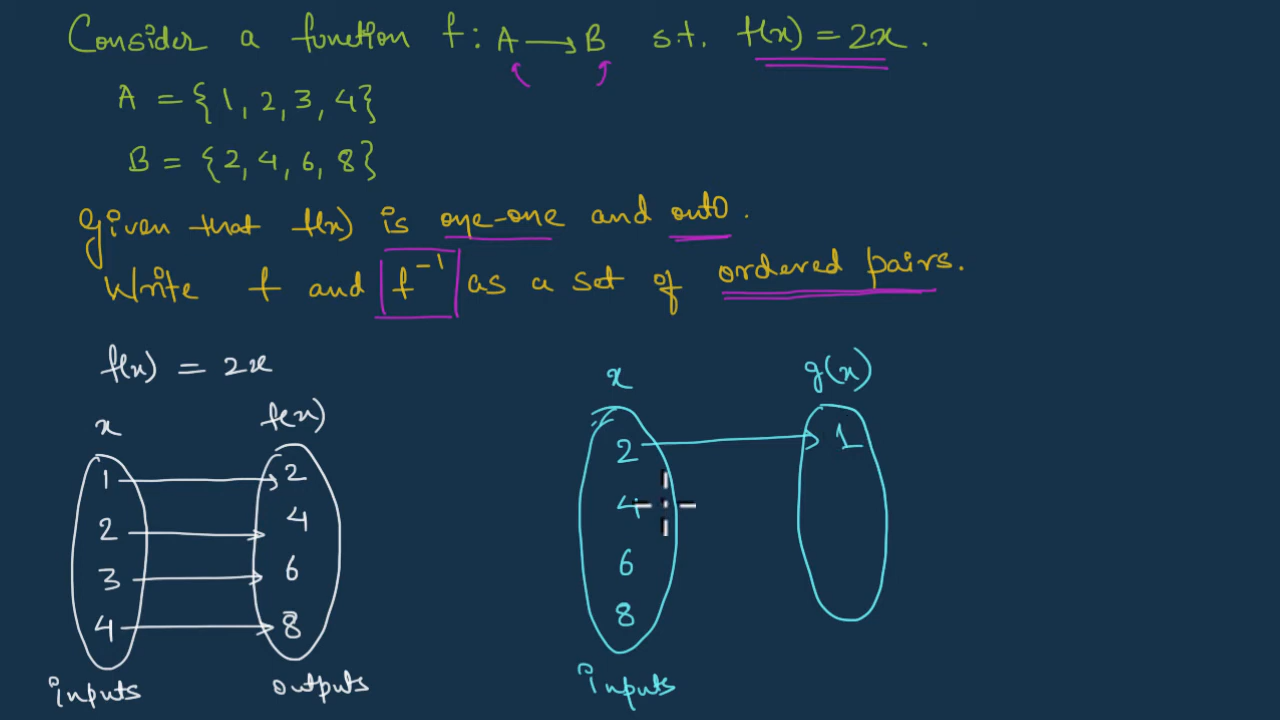 Consider a function f: A → B s.t. f(x) = 2x.
A = {1, 2, 3, 4}
B = {2, 4, 6, 8}
Given that f(x) is oye-one and out0.
Write f and f⁻¹ as a set of ordered pairs.
f(x) = 2x
x f(x)
1 2
2 4
3 6
4 8
inputs outputs
x g(x)
2 1
4
6
8
inputs